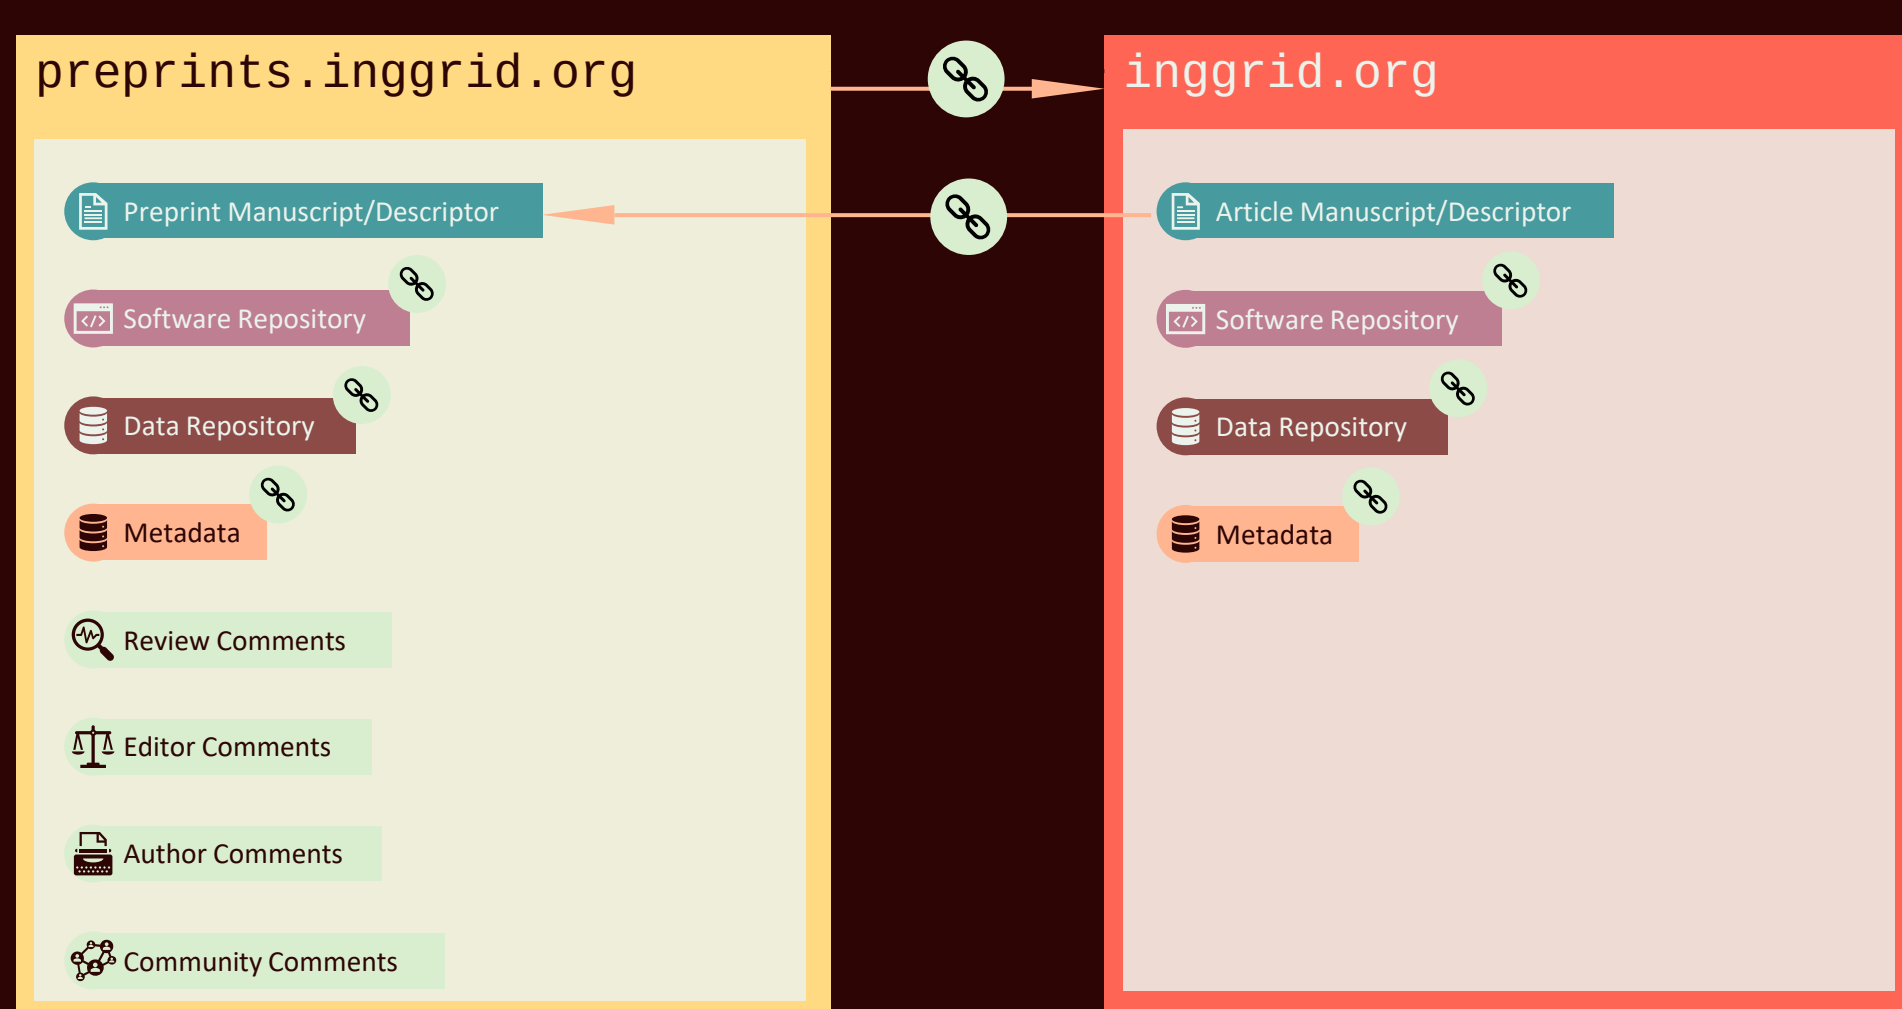 preprints.inggrid.org
Preprint Manuscript/Descriptor
Software Repository
Data Repository
Metadata
Review Comments
Editor Comments
Author Comments
Community Comments
inggrid.org
Article Manuscript/Descriptor
Software Repository
Data Repository
Metadata